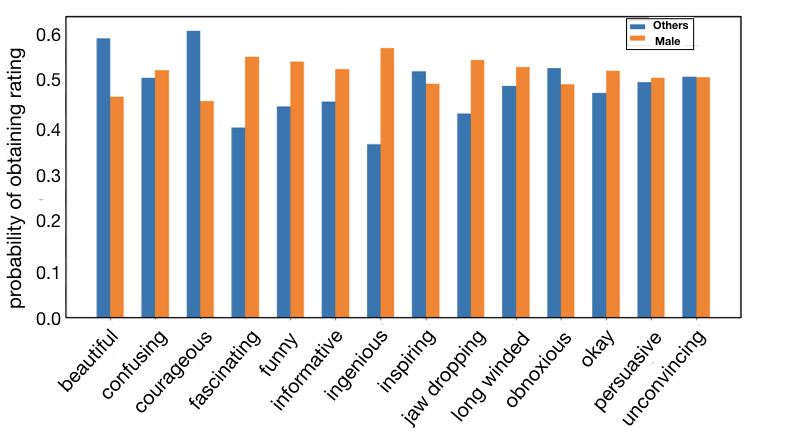 probability of obtaining rating
0.6
0.5
0.4
0.3
0.2
0.1
0.0
Others
Male
beautiful
confusing
courageous
fascinating
funny
informative
ingenious
inspiring
jaw dropping
long winded
obnoxious
okay
persuasive
unconvincing